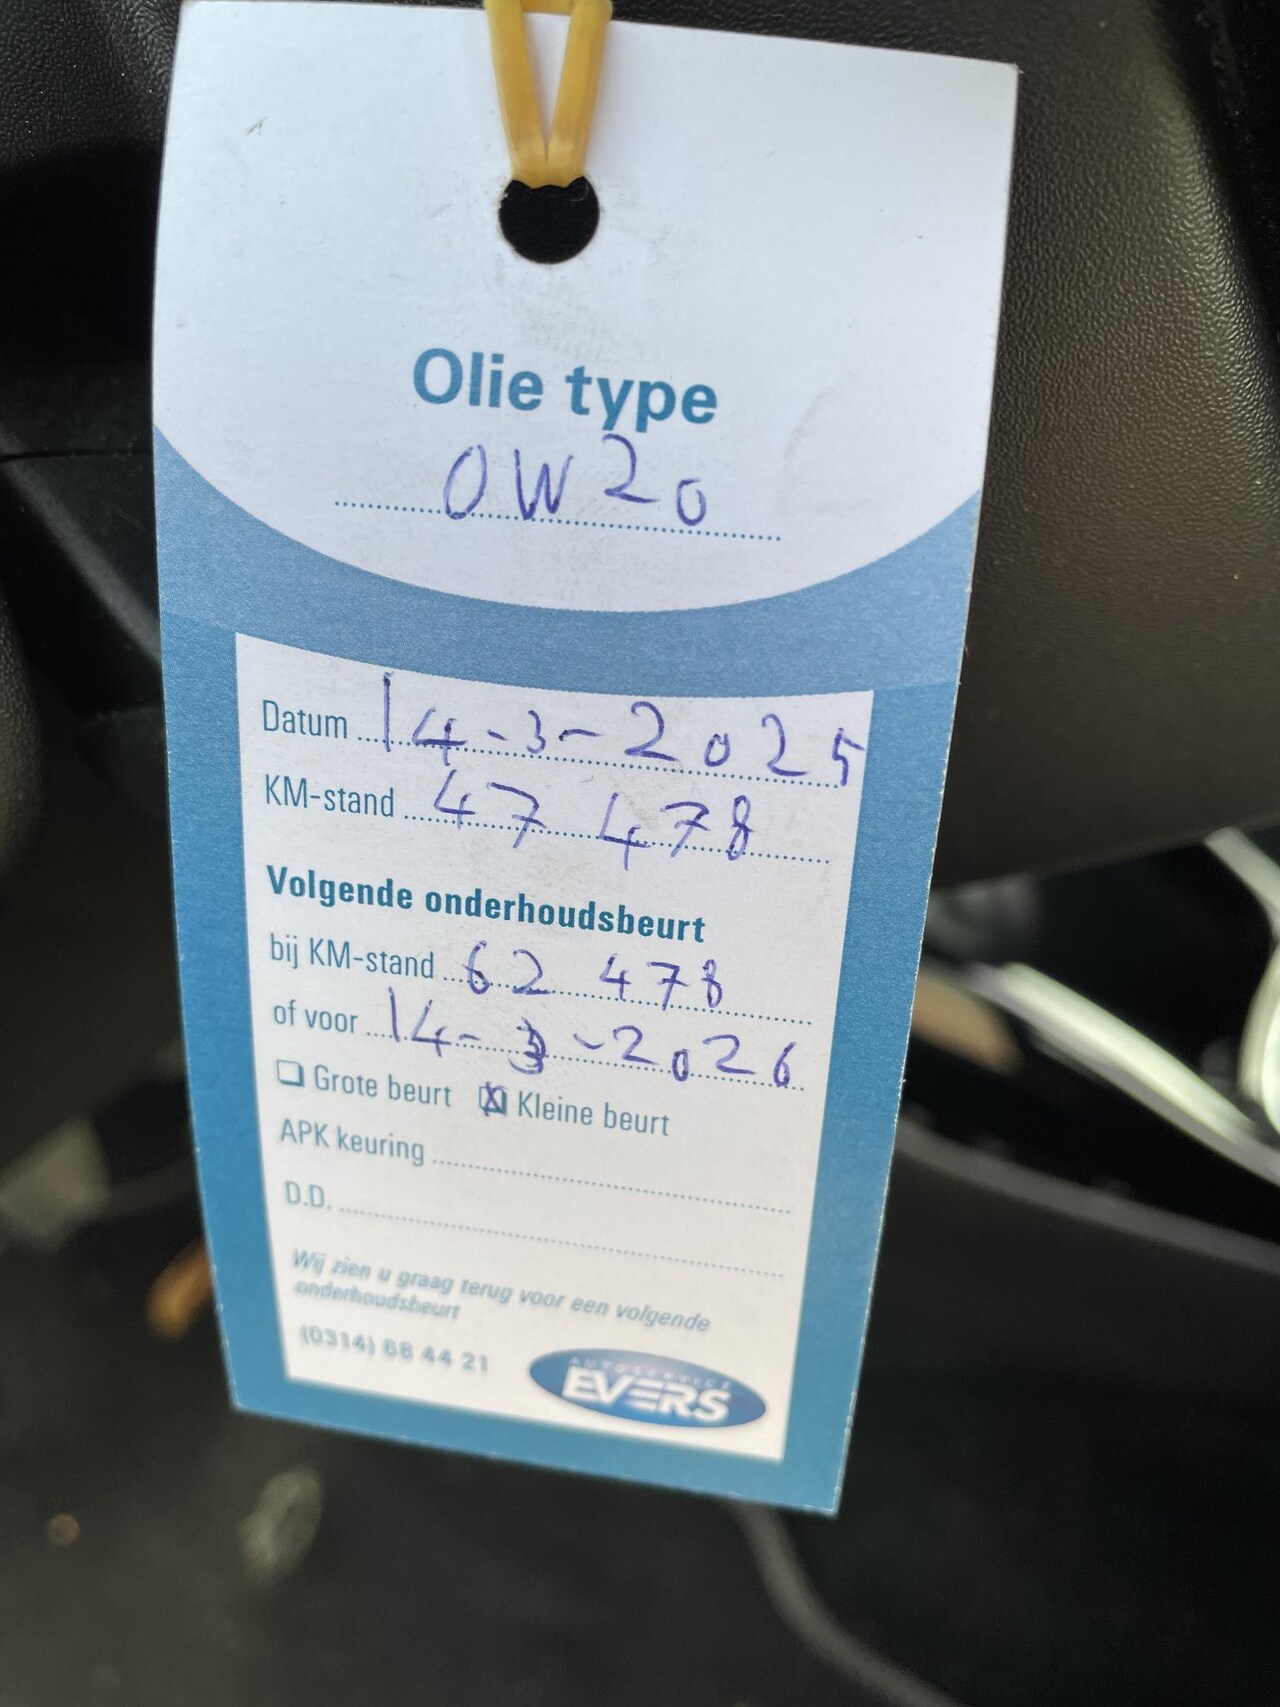 Olie type
0W20
Datum 14-3-2025
KM-stand 47 478
Volgende onderhoudsbeurt
bij KM-stand 62 478
of voor 14-3-2026
☐ Grote beurt ☒ Kleine beurt
APK keuring
D.D.
Wij zien u graag terug voor een volgende
onderhoudsbeurt
(0314) 68 44 21
AUTOSERVICE
EVERS